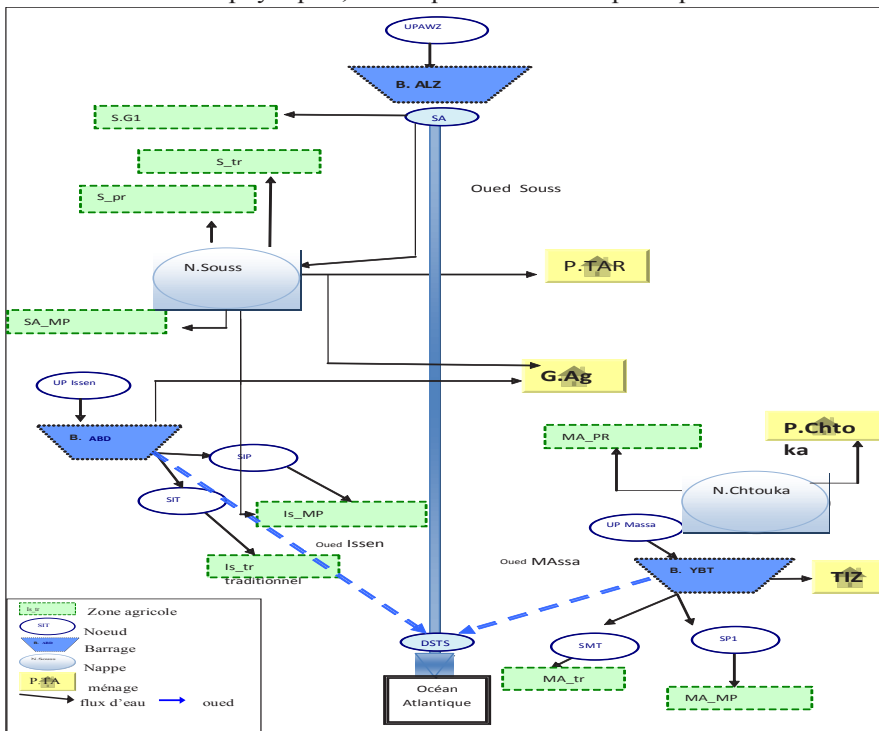 UPAWZ
B. ALZ
SA
S.G1
S_tr
S_pr
Oued Souss
N.Souss
P.TAR
SA_MP
G.Ag
UP Issen
B. ABD
SIP
SIT
Is_MP
Oued Issen
Is_tr
traditionnel
MA_PR
P.Chto
ka
N.Chtouka
UP Massa
Oued MAssa
B. YBT
TIZ
DSTS
SMT
SP1
MA_tr
MA_MP
Océan
Atlantique
Is_tr Zone agricole
SIT Noeud
Barrage
N.Souss Nappe
P.TA ménage
flux d'eau oued